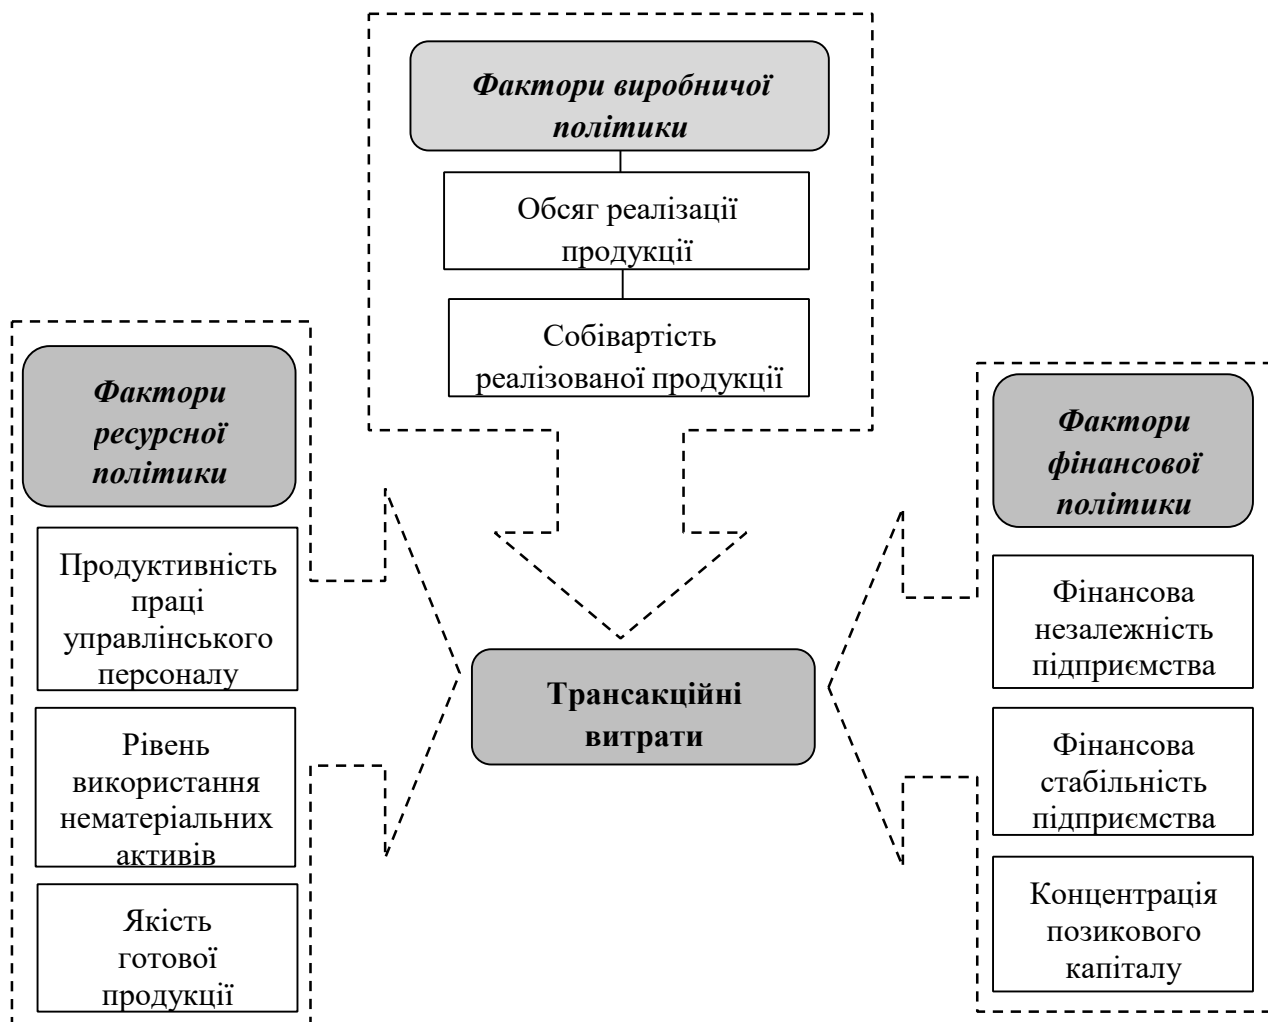 Фактори виробничої
політики
Обсяг реалізації
продукції
Собівартість
реалізованої продукції
Фактори
ресурсної
політики
Продуктивність
праці
управлінського
персоналу
Рівень
використання
нематеріальних
активів
Якість
готової
продукції
Трансакційні
витрати
Фактори
фінансової
політики
Фінансова
незалежність
підприємства
Фінансова
стабільність
підприємства
Концентрація
позикового
капіталу